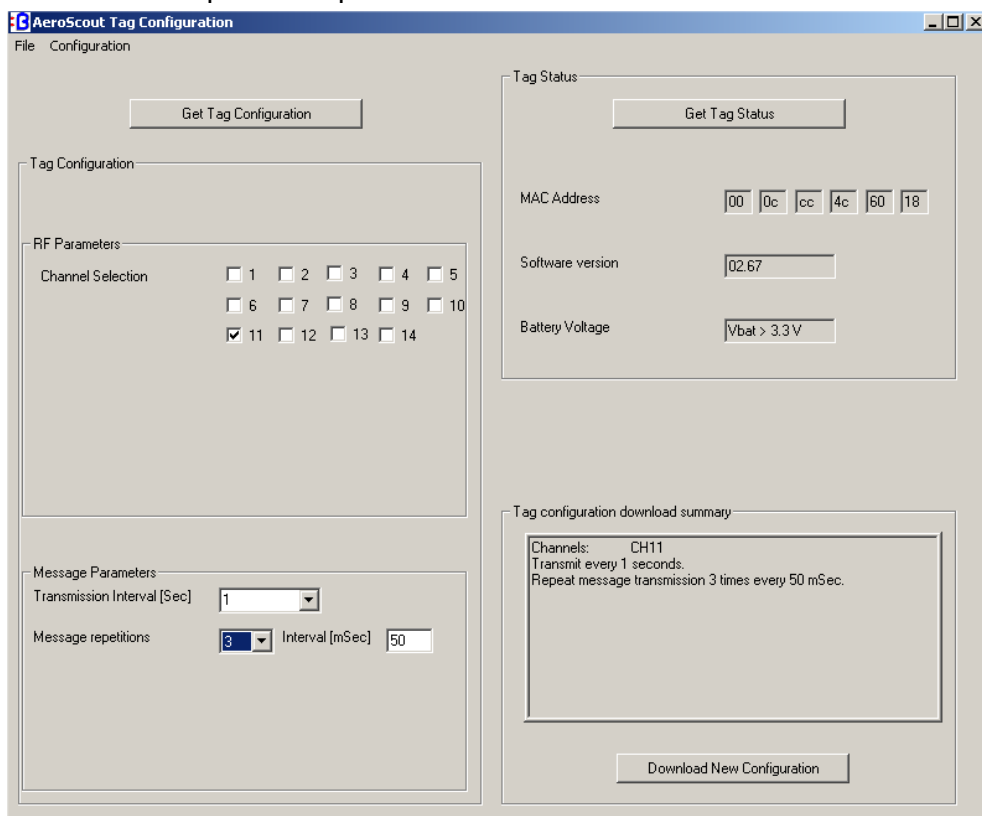 AeroScout Tag Configuration
File Configuration
Get Tag Configuration
Tag Configuration
RF Parameters
Channel Selection
1 2 3 4 5
6 7 8 9 10
11 12 13 14
Message Parameters
Transmission Interval [Sec] 1
Message repetitions 3 Interval [mSec] 50
Tag Status
Get Tag Status
MAC Address 00 0c cc 4c 60 18
Software version 02.67
Battery Voltage Vbat > 3.3 V
Tag configuration download summary
Channels: CH11
Transmit every 1 seconds.
Repeat message transmission 3 times every 50 mSec.
Download New Configuration